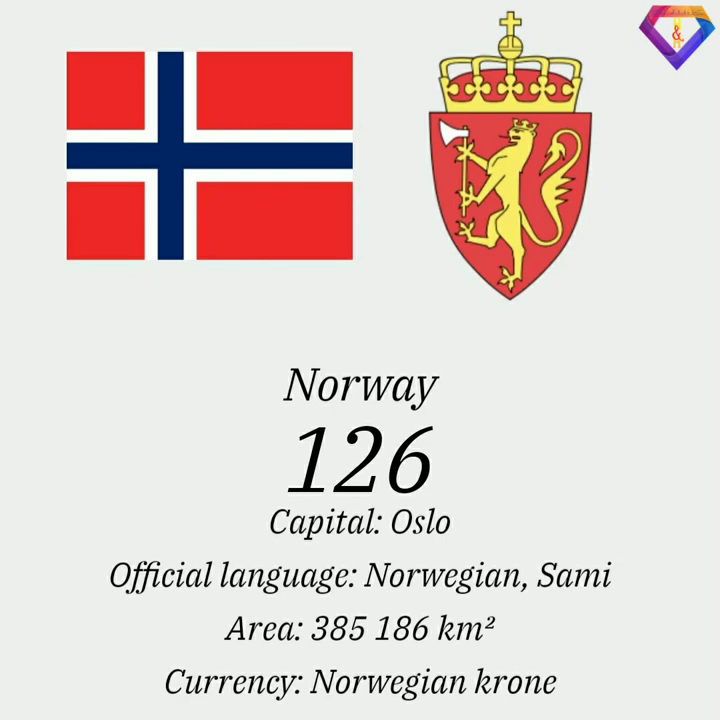 &
Norway
126
Capital: Oslo
Official language: Norwegian, Sami
Area: 385 186 km²
Currency: Norwegian krone